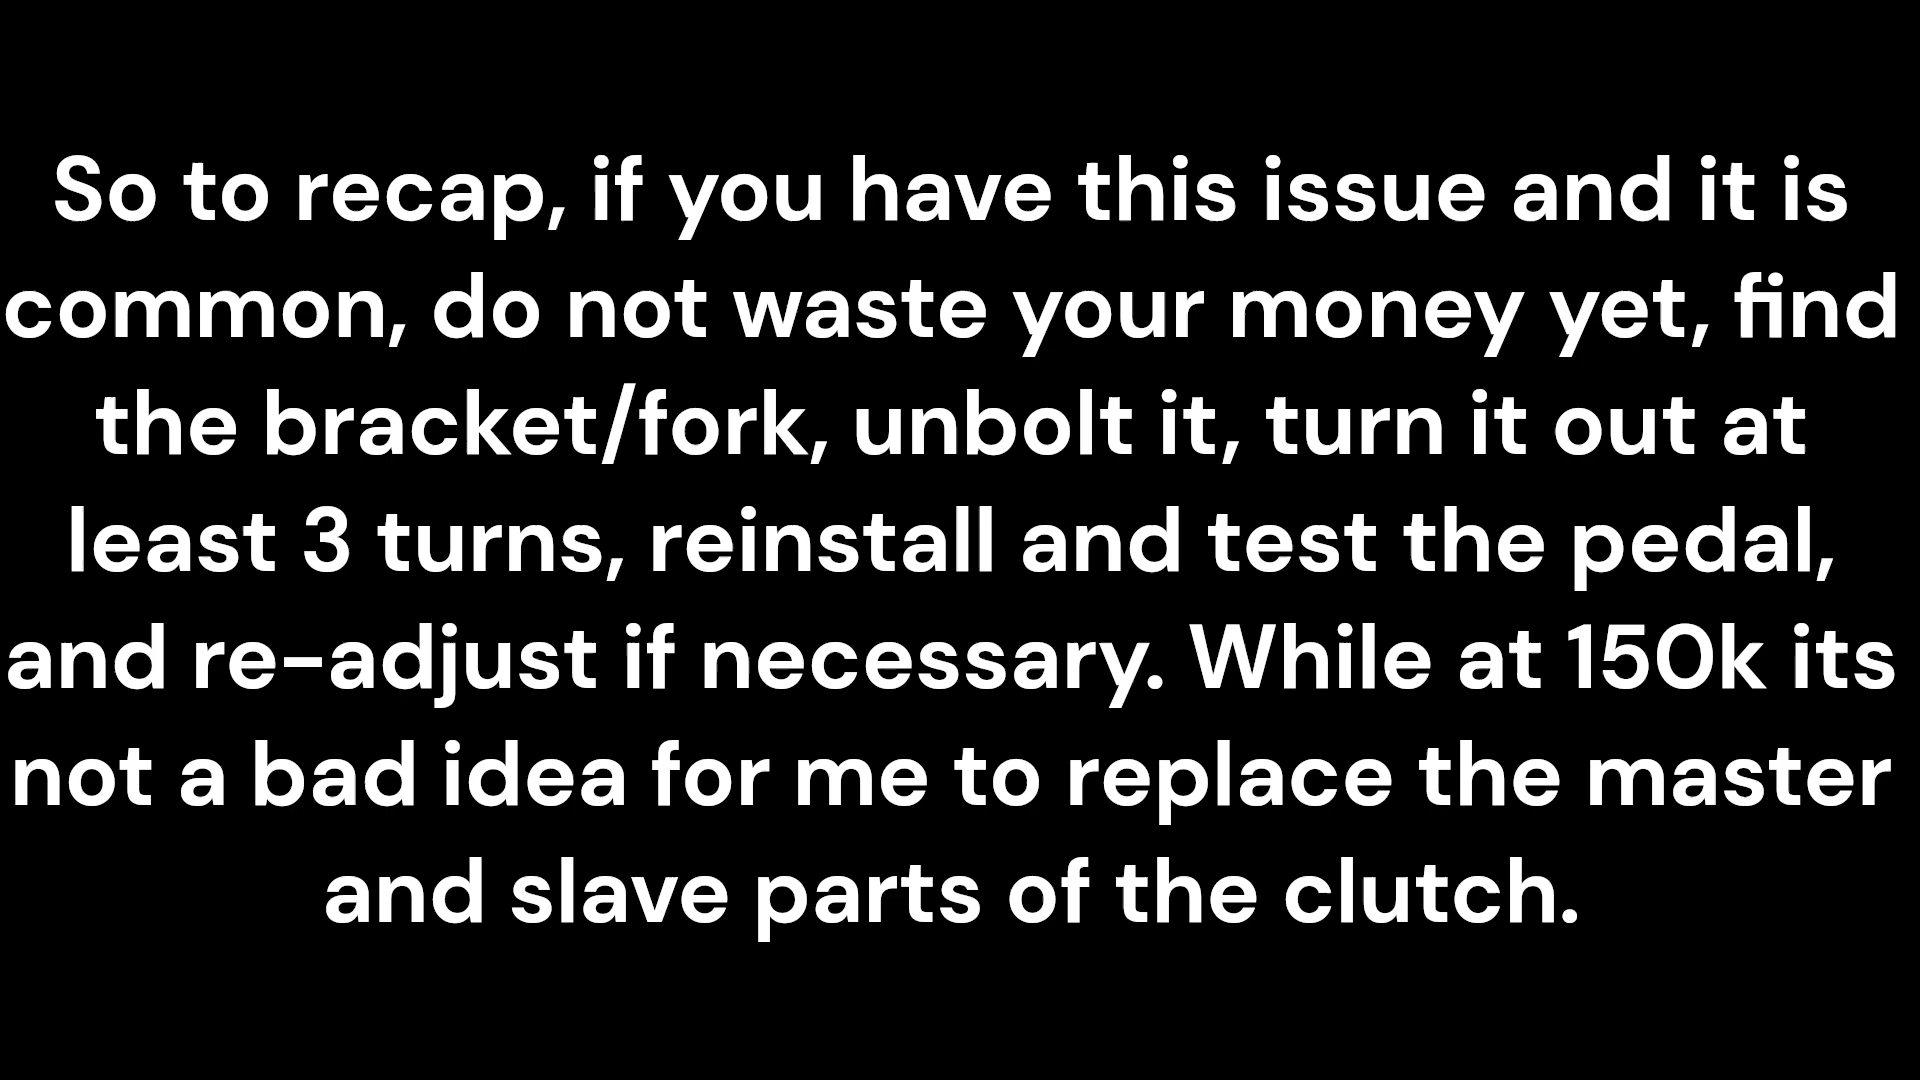 So to recap, if you have this issue and it is
common, do not waste your money yet, find
the bracket/fork, unbolt it, turn it out at
least 3 turns, reinstall and test the pedal,
and re-adjust if necessary. While at 150k its
not a bad idea for me to replace the master
and slave parts of the clutch.